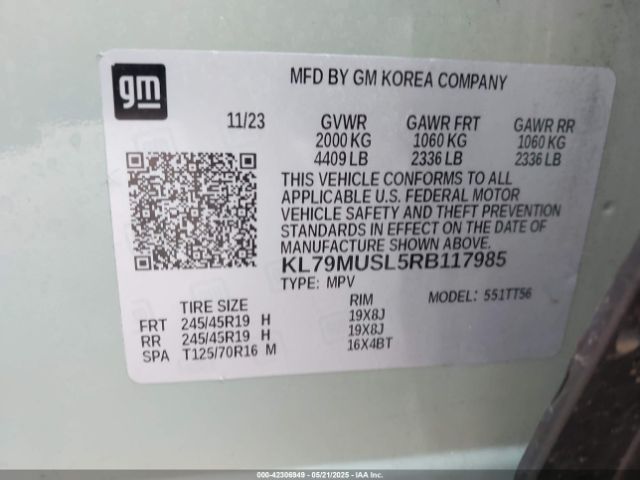 gm
MFD BY GM KOREA COMPANY
11/23 GVWR GAWR FRT GAWR RR
2000 KG 1060 KG 1060 KG
4409 LB 2336 LB 2336 LB
THIS VEHICLE CONFORMS TO ALL
APPLICABLE U.S. FEDERAL MOTOR
VEHICLE SAFETY AND THEFT PREVENTION
STANDARDS IN EFFECT ON THE DATE OF
MANUFACTURE SHOWN ABOVE.
KL79MUSL5RB117985
TYPE: MPV MODEL: 551TT56
TIRE SIZE RIM
FRT 245/45R19 H 19X8J
RR 245/45R19 H 19X8J
SPA T125/70R16 M 16X4BT
000-42306949 - 05/21/2025 - IAA Inc.